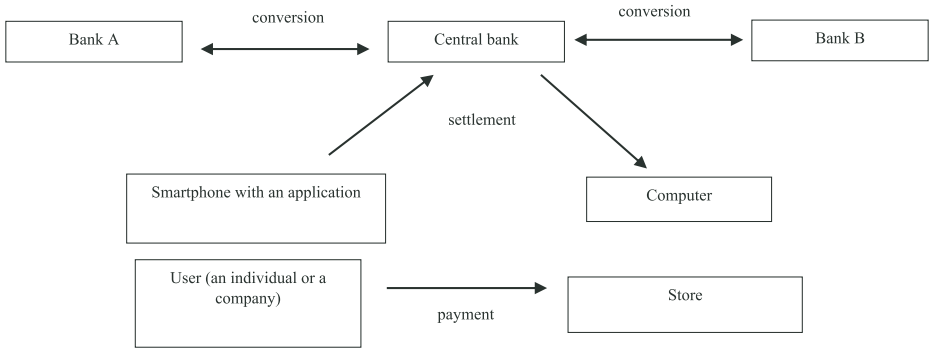 conversion
conversion
Bank A
Central bank
Bank B
settlement
Smartphone with an application
Computer
User (an individual or a
company)
Store
payment